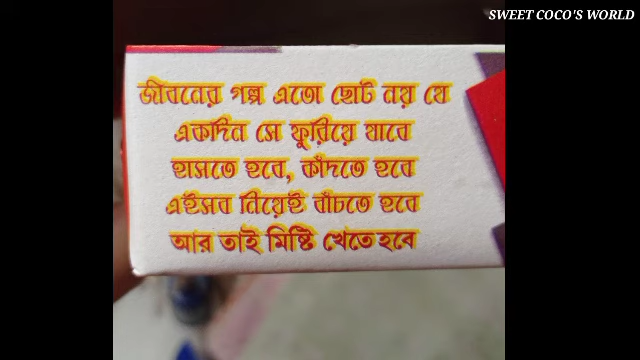 SWEET COCO'S WORLD
জীবনের গল্প এতো ছোট নয় যে
একদিন সে ফুরিয়ে যাবে
হাসতে হবে, কাঁদতে হবে
এইসব নিয়েই বাঁচতে হবে
আর তাই মিষ্টি খেতে হবে